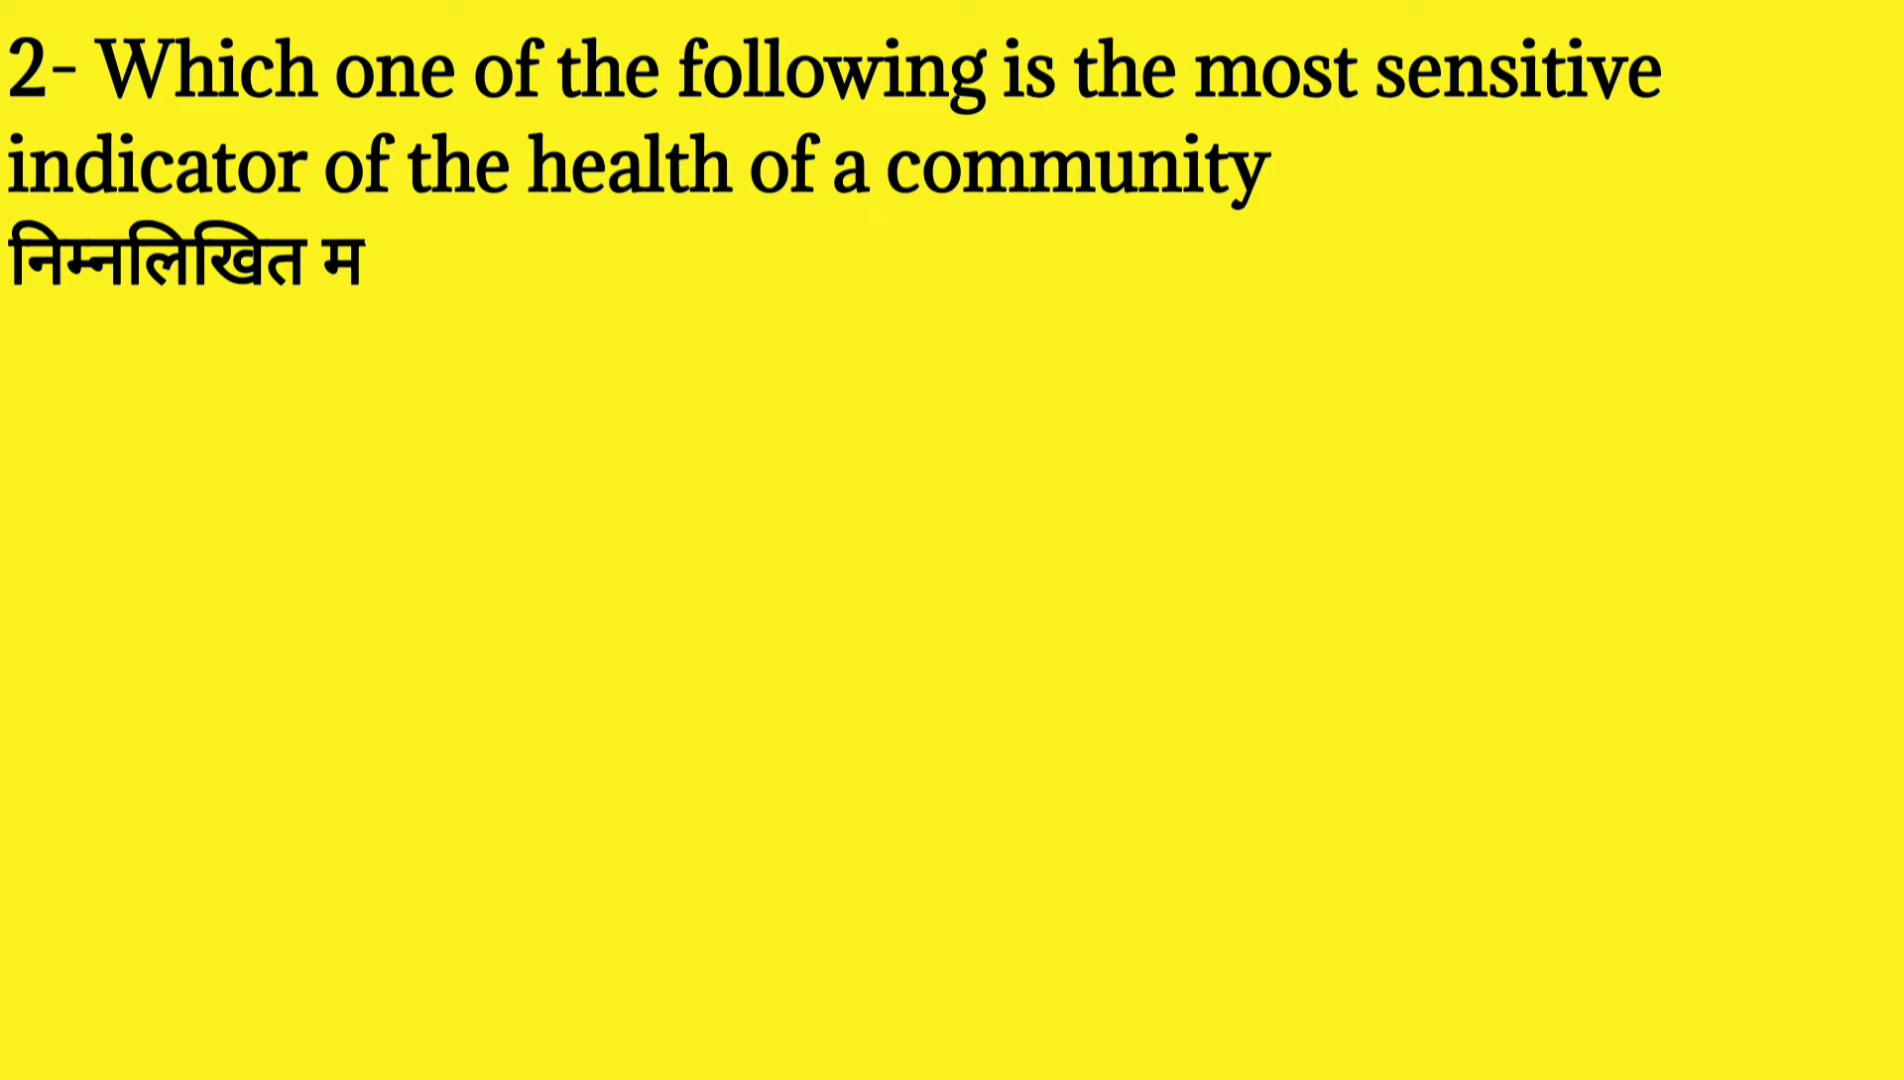 2- Which one of the following is the most sensitive
indicator of the health of a community
निम्नलिखित म